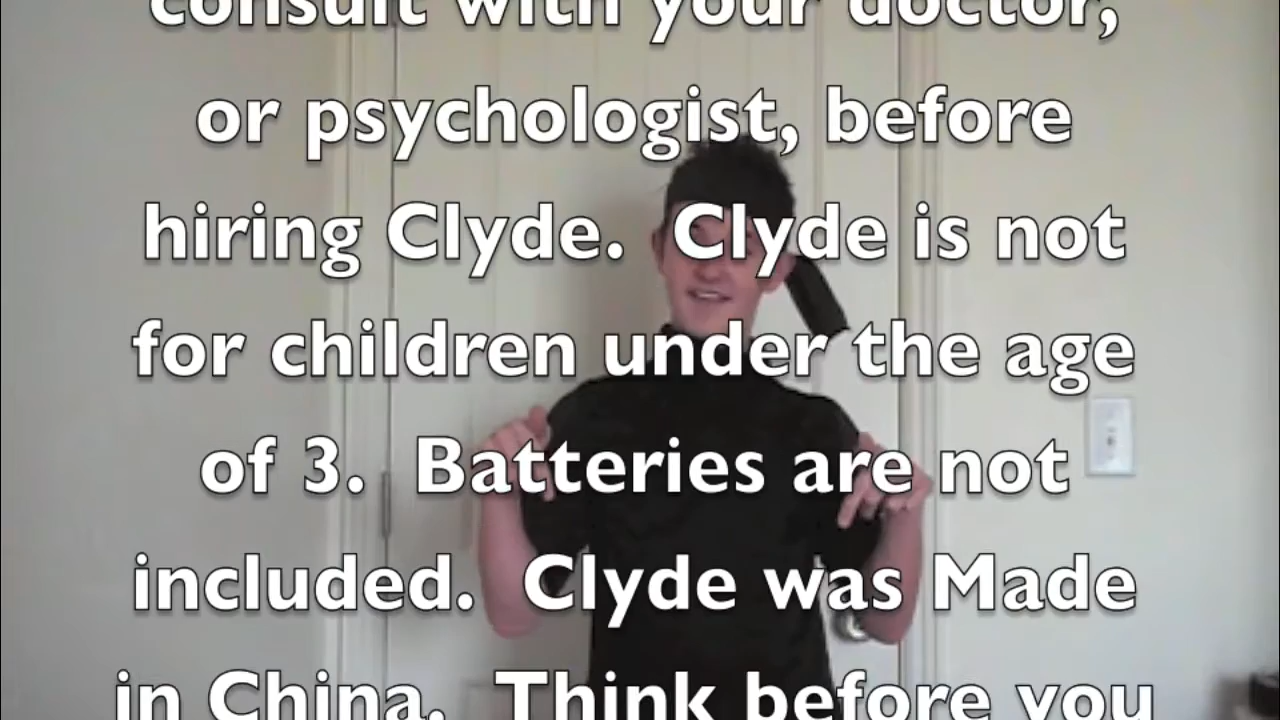 consult with your doctor,
or psychologist, before
hiring Clyde. Clyde is not
for children under the age
of 3. Batteries are not
included. Clyde was Made
in China. Think before you